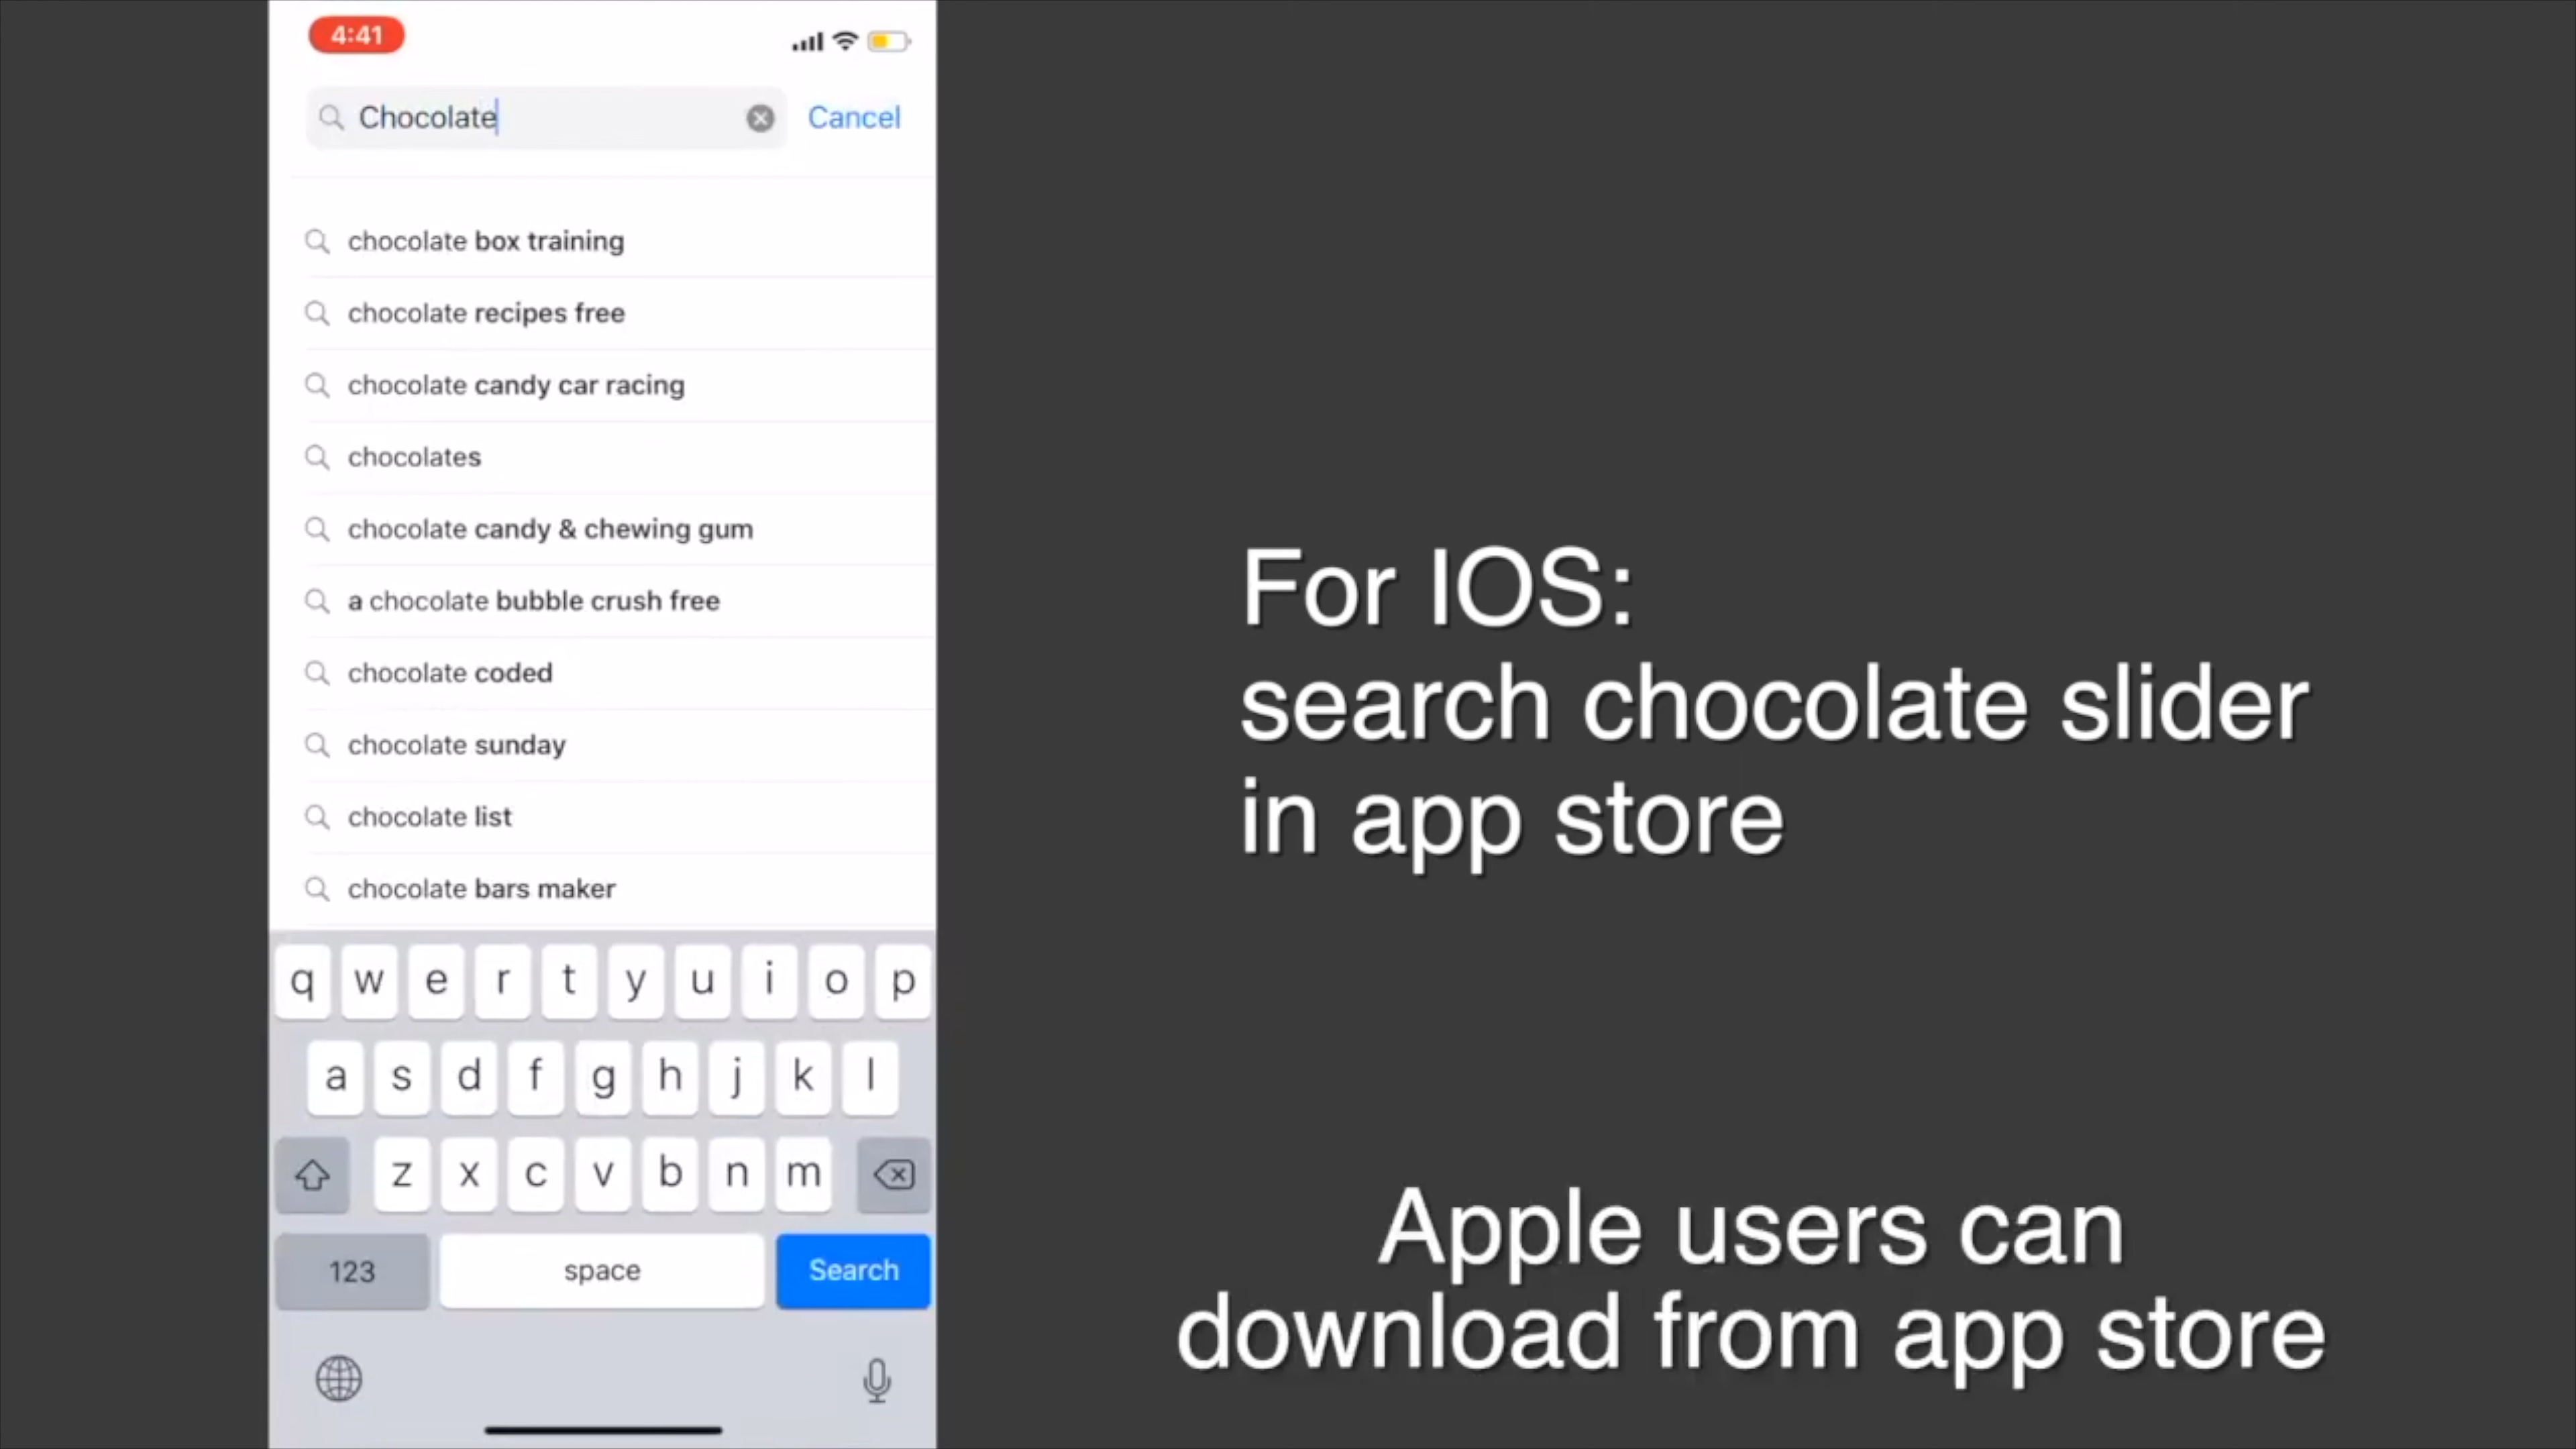 4:41
Chocolate
Cancel
chocolate box training
chocolate recipes free
chocolate candy car racing
chocolates
chocolate candy & chewing gum
a chocolate bubble crush free
chocolate coded
chocolate sunday
chocolate list
chocolate bars maker
q w e r t y u i o p
a s d f g h j k l
z x c v b n m
123 space Search
For IOS:
search chocolate slider
in app store
Apple users can
download from app store